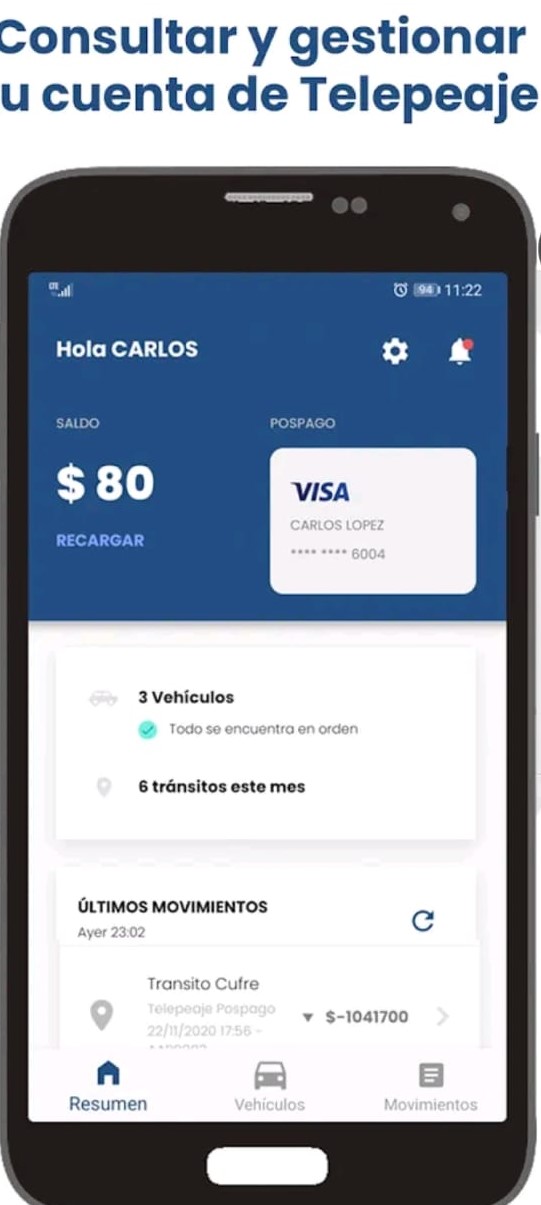 Consultar y gestionar
u cuenta de Telepeaje
LTE
94 11:22
Hola CARLOS
SALDO
POSPAGO
$ 80
VISA
RECARGAR
CARLOS LOPEZ
**** **** 6004
3 Vehículos
Todo se encuentra en orden
6 tránsitos este mes
ÚLTIMOS MOVIMIENTOS
Ayer 23:02
Transito Cufre
Telepeaje Pospago
▼ $-1041700
22/11/2020 17:56 -
Resumen
Vehículos
Movimientos